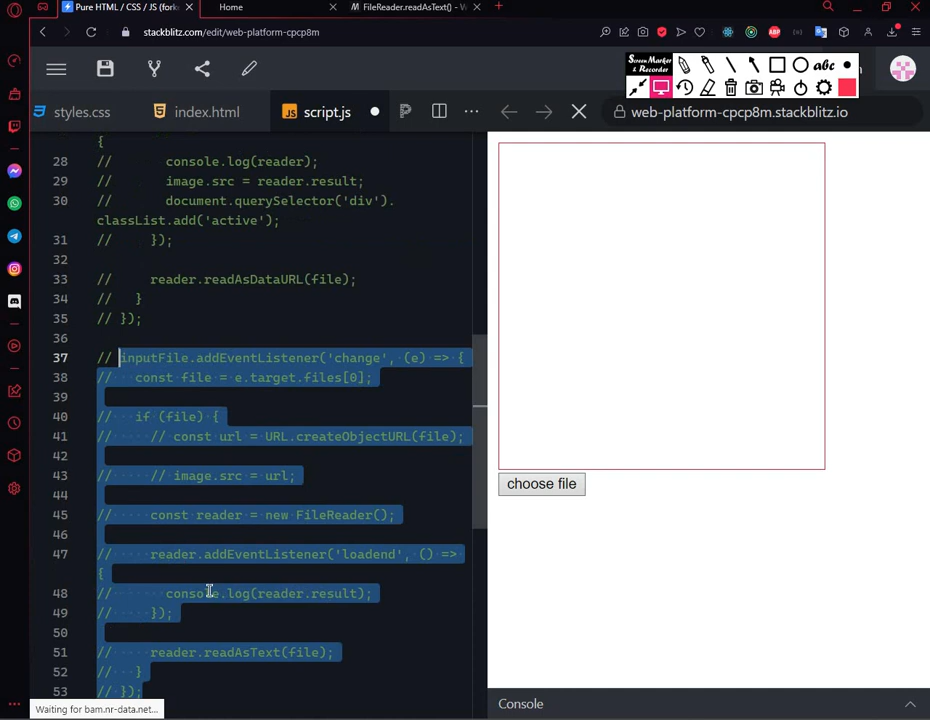 Pure HTML / CSS / JS (fork
Home
FileReader.readAsText() - W
stackblitz.com/edit/web-platform-cpcp8m
Screen Marker & Recorder
abc
styles.css
index.html
script.js
web-platform-cpcp8m.stackblitz.io
{
28 //       console.log(reader);
29 //       image.src = reader.result;
30 //       document.querySelector('div').
classList.add('active');
31 //     });
32
33 //     reader.readAsDataURL(file);
34 //   }
35 // });
36
37 // inputFile.addEventListener('change', (e) => {
38 //   const file = e.target.files[0];
39
40 //   if (file) {
41 //     // const url = URL.createObjectURL(file);
42
43 //     // image.src = url;
44
45 //     const reader = new FileReader();
46
47 //     reader.addEventListener('loadend', () =>
{
48 //       console.log(reader.result);
49 //     });
50
51 //     reader.readAsText(file);
52 //   }
53 // });
choose file
Waiting for bam.nr-data.net...
Console